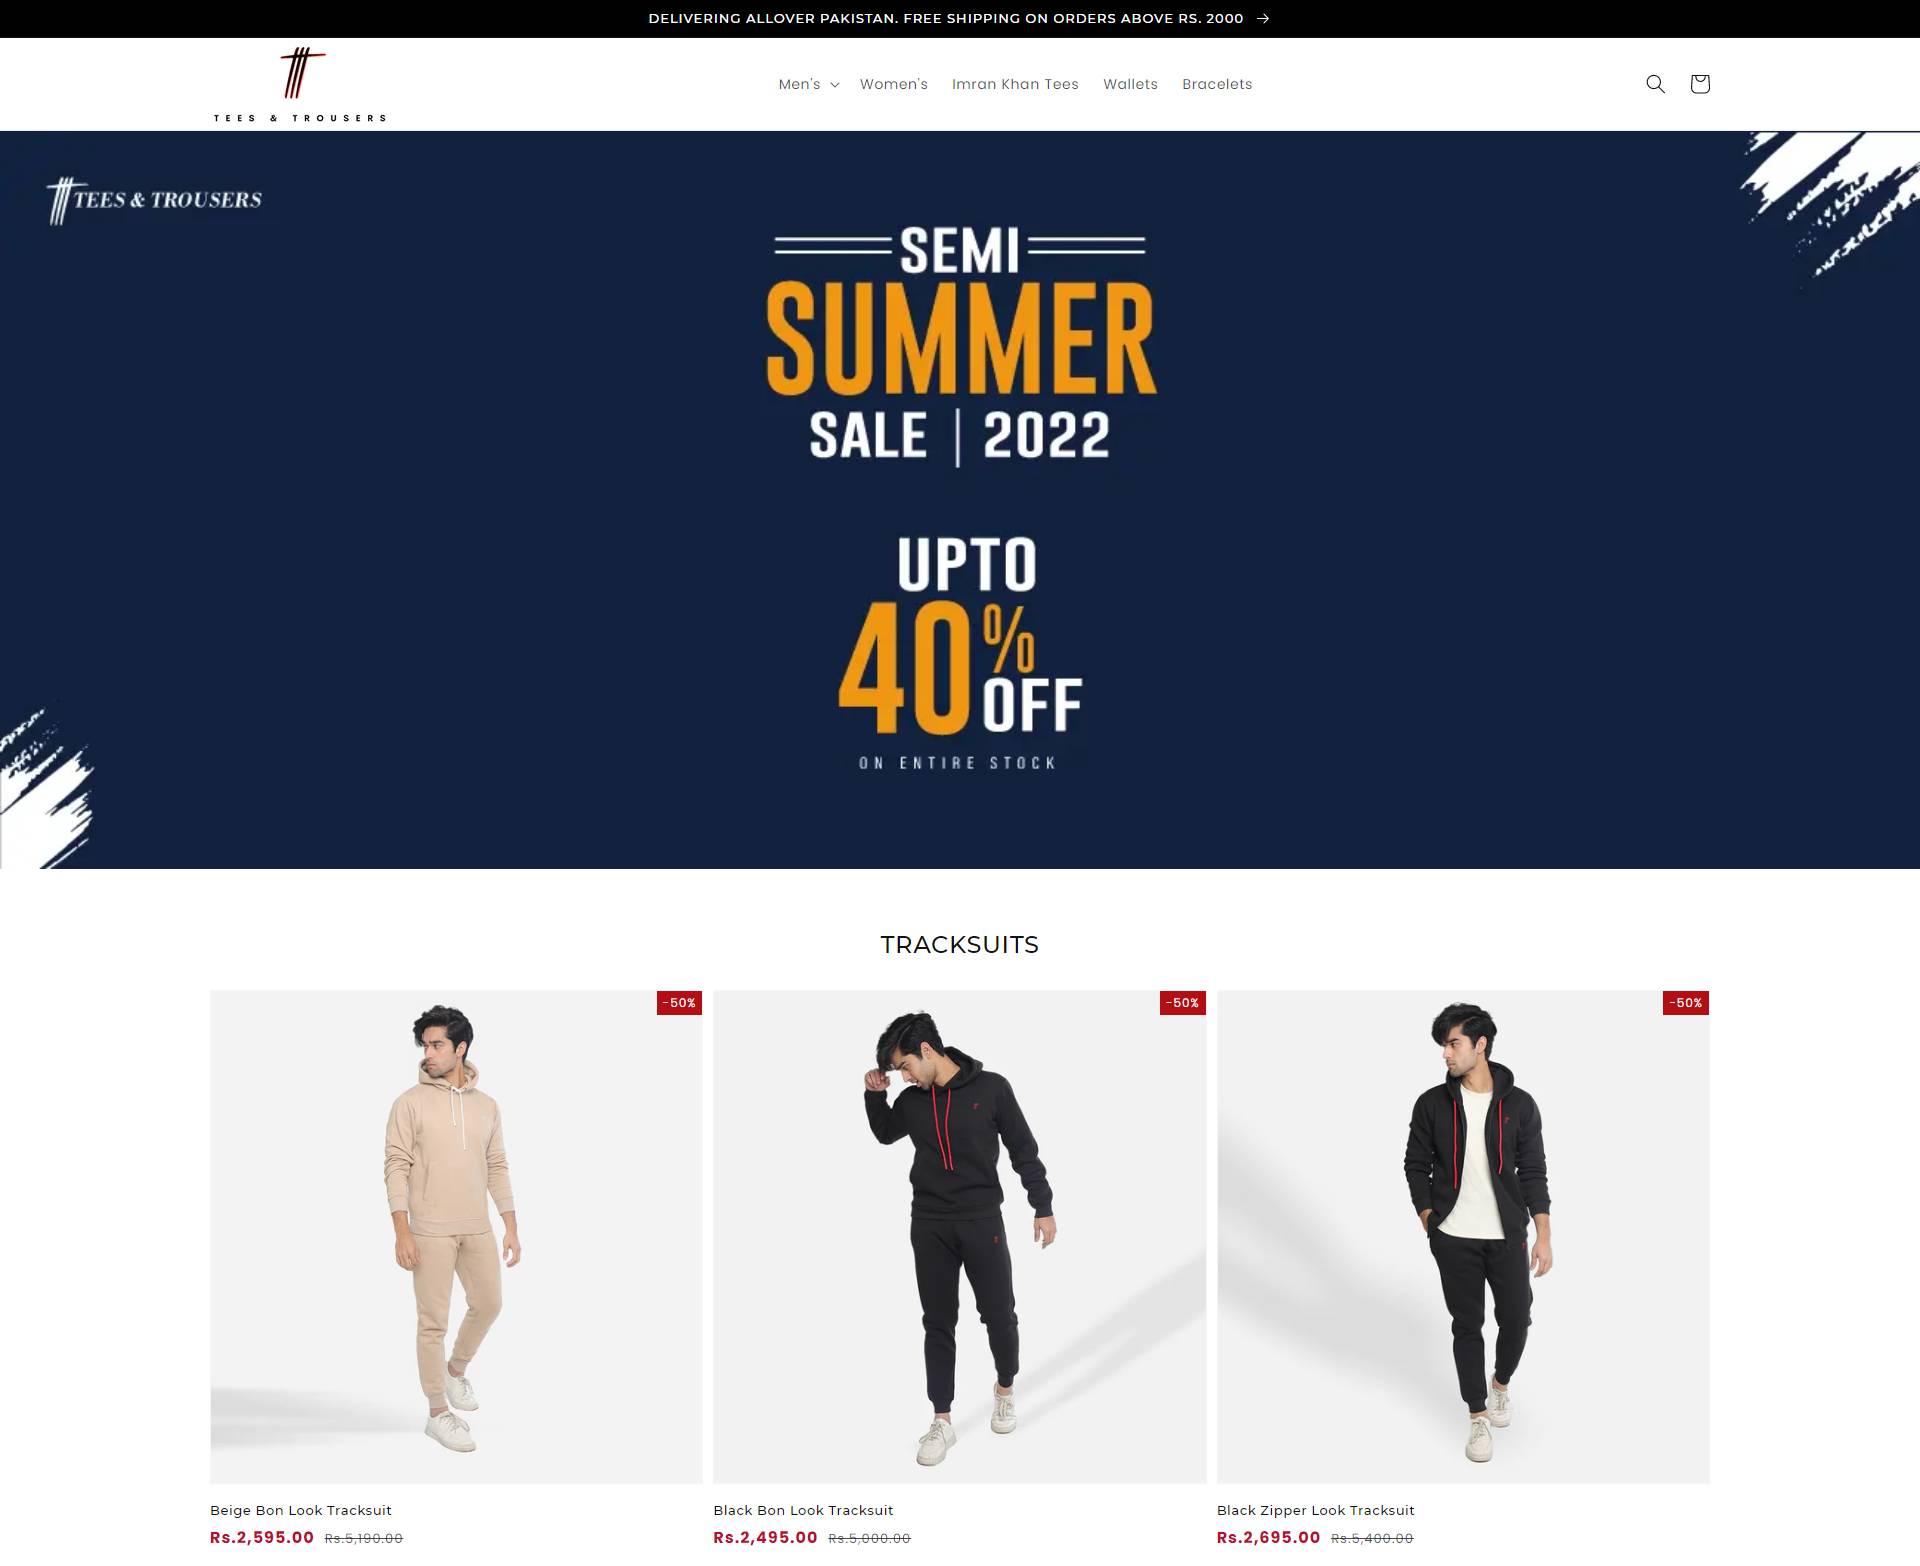 DELIVERING ALLOVER PAKISTAN. FREE SHIPPING ON ORDERS ABOVE RS. 2000
TEES & TROUSERS
Men's
Women's
Imran Khan Tees
Wallets
Bracelets
TEES & TROUSERS
SEMI
SUMMER
SALE | 2022
UPTO
40%
OFF
ON ENTIRE STOCK
TRACKSUITS
-50%
-50%
-50%
Beige Bon Look Tracksuit
Rs.2,595.00 Rs.5,190.00
Black Bon Look Tracksuit
Rs.2,495.00 Rs.5,000.00
Black Zipper Look Tracksuit
Rs.2,695.00 Rs.5,400.00